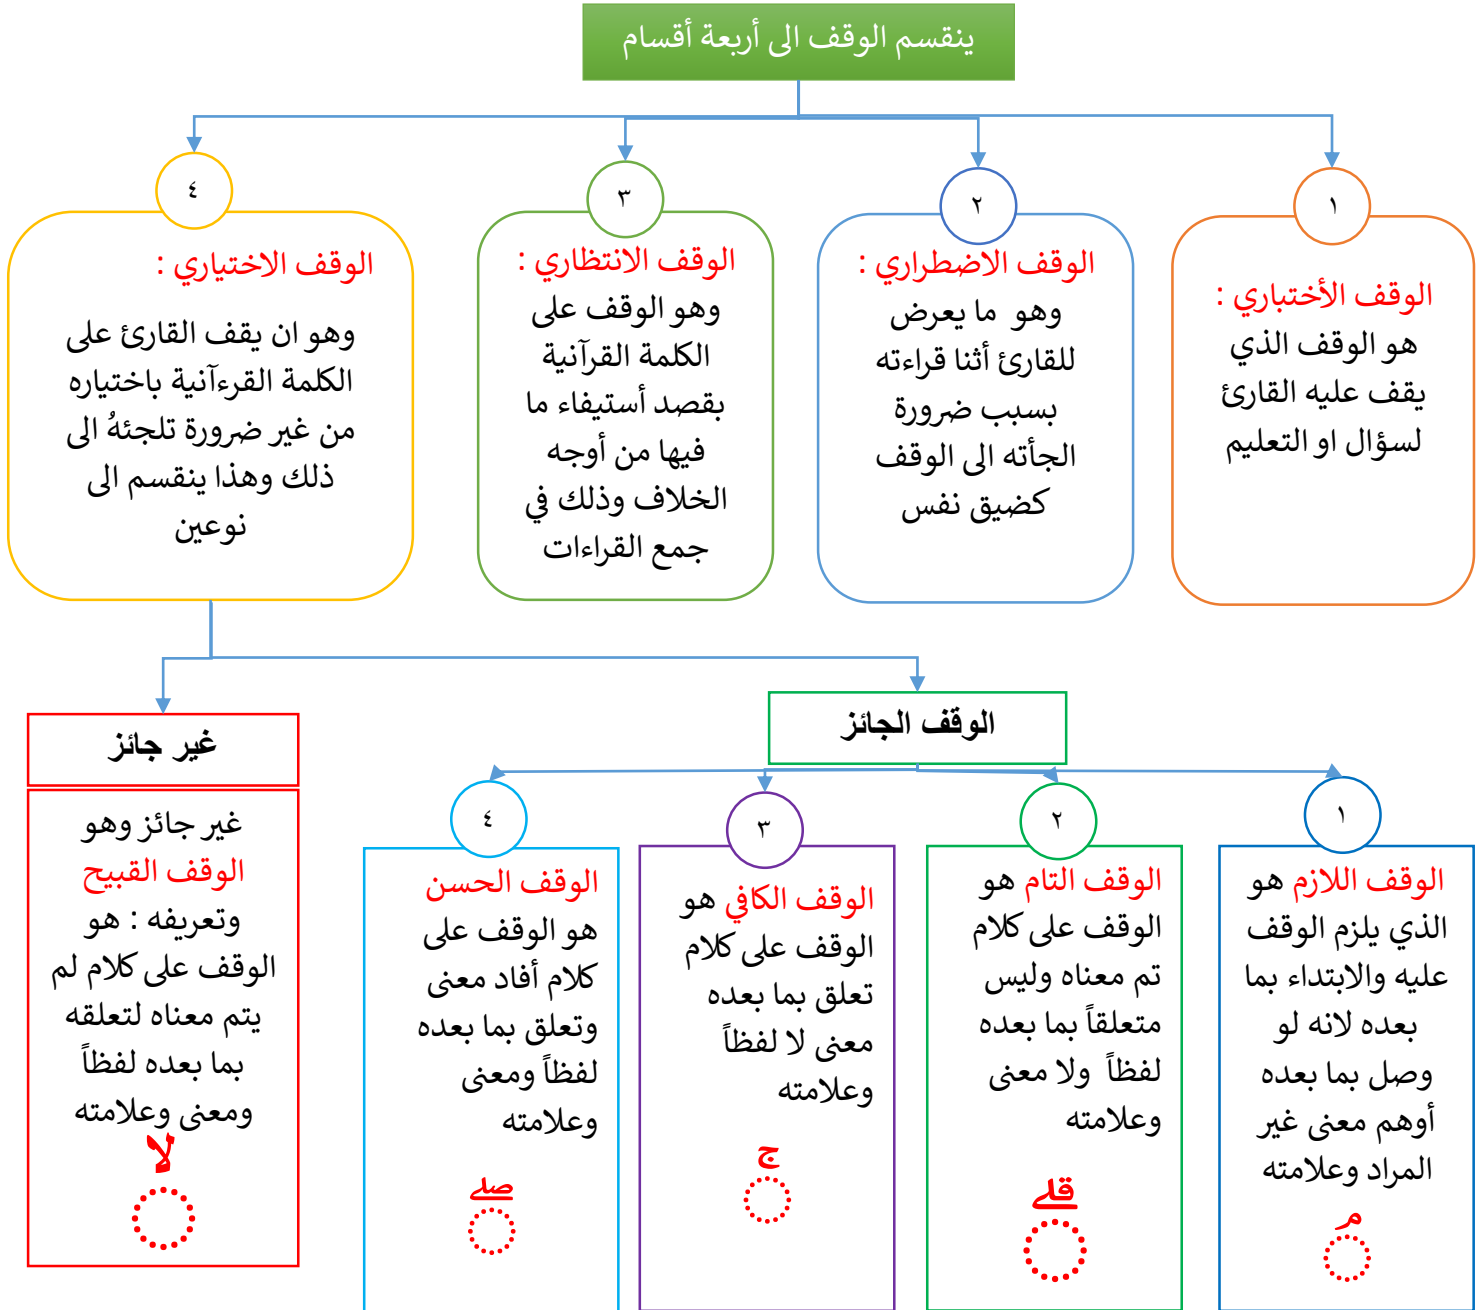 ينقسم الوقف الى أربعة أقسام
١
الوقف الأختباري :
هو الوقف الذي
يقف عليه القارئ
لسؤال او التعليم
٢
الوقف الاضطراري :
وهو ما يعرض
للقارئ أثنا قراءته
بسبب ضرورة
الجأته الى الوقف
كضيق نفس
٣
الوقف الانتظاري :
وهو الوقف على
الكلمة القرآنية
بقصد أستيفاء ما
فيها من أوجه
الخلاف وذلك في
جمع القراءات
٤
الوقف الاختياري :
وهو ان يقف القارئ على
الكلمة القرءآنية باختياره
من غير ضرورة تلجئهُ الى
ذلك وهذا ينقسم الى
نوعين
الوقف الجائز
١
الوقف اللازم هو
الذي يلزم الوقف
عليه والابتداء بما
بعده لانه لو
وصل بما بعده
أوهم معنى غير
المراد وعلامته
م
٢
الوقف التام هو
الوقف على كلام
تم معناه وليس
متعلقاً بما بعده
لفظاً ولا معنى
وعلامته
قلے
٣
الوقف الكافي هو
الوقف على كلام
تعلق بما بعده
معنى لا لفظاً
وعلامته
ج
٤
الوقف الحسن
هو الوقف على
كلام أفاد معنى
وتعلق بما بعده
لفظاً ومعنى
وعلامته
صلے
غير جائز
غير جائز وهو
الوقف القبيح
وتعريفه : هو
الوقف على كلام لم
يتم معناه لتعلقه
بما بعده لفظاً
ومعنى وعلامته
لا